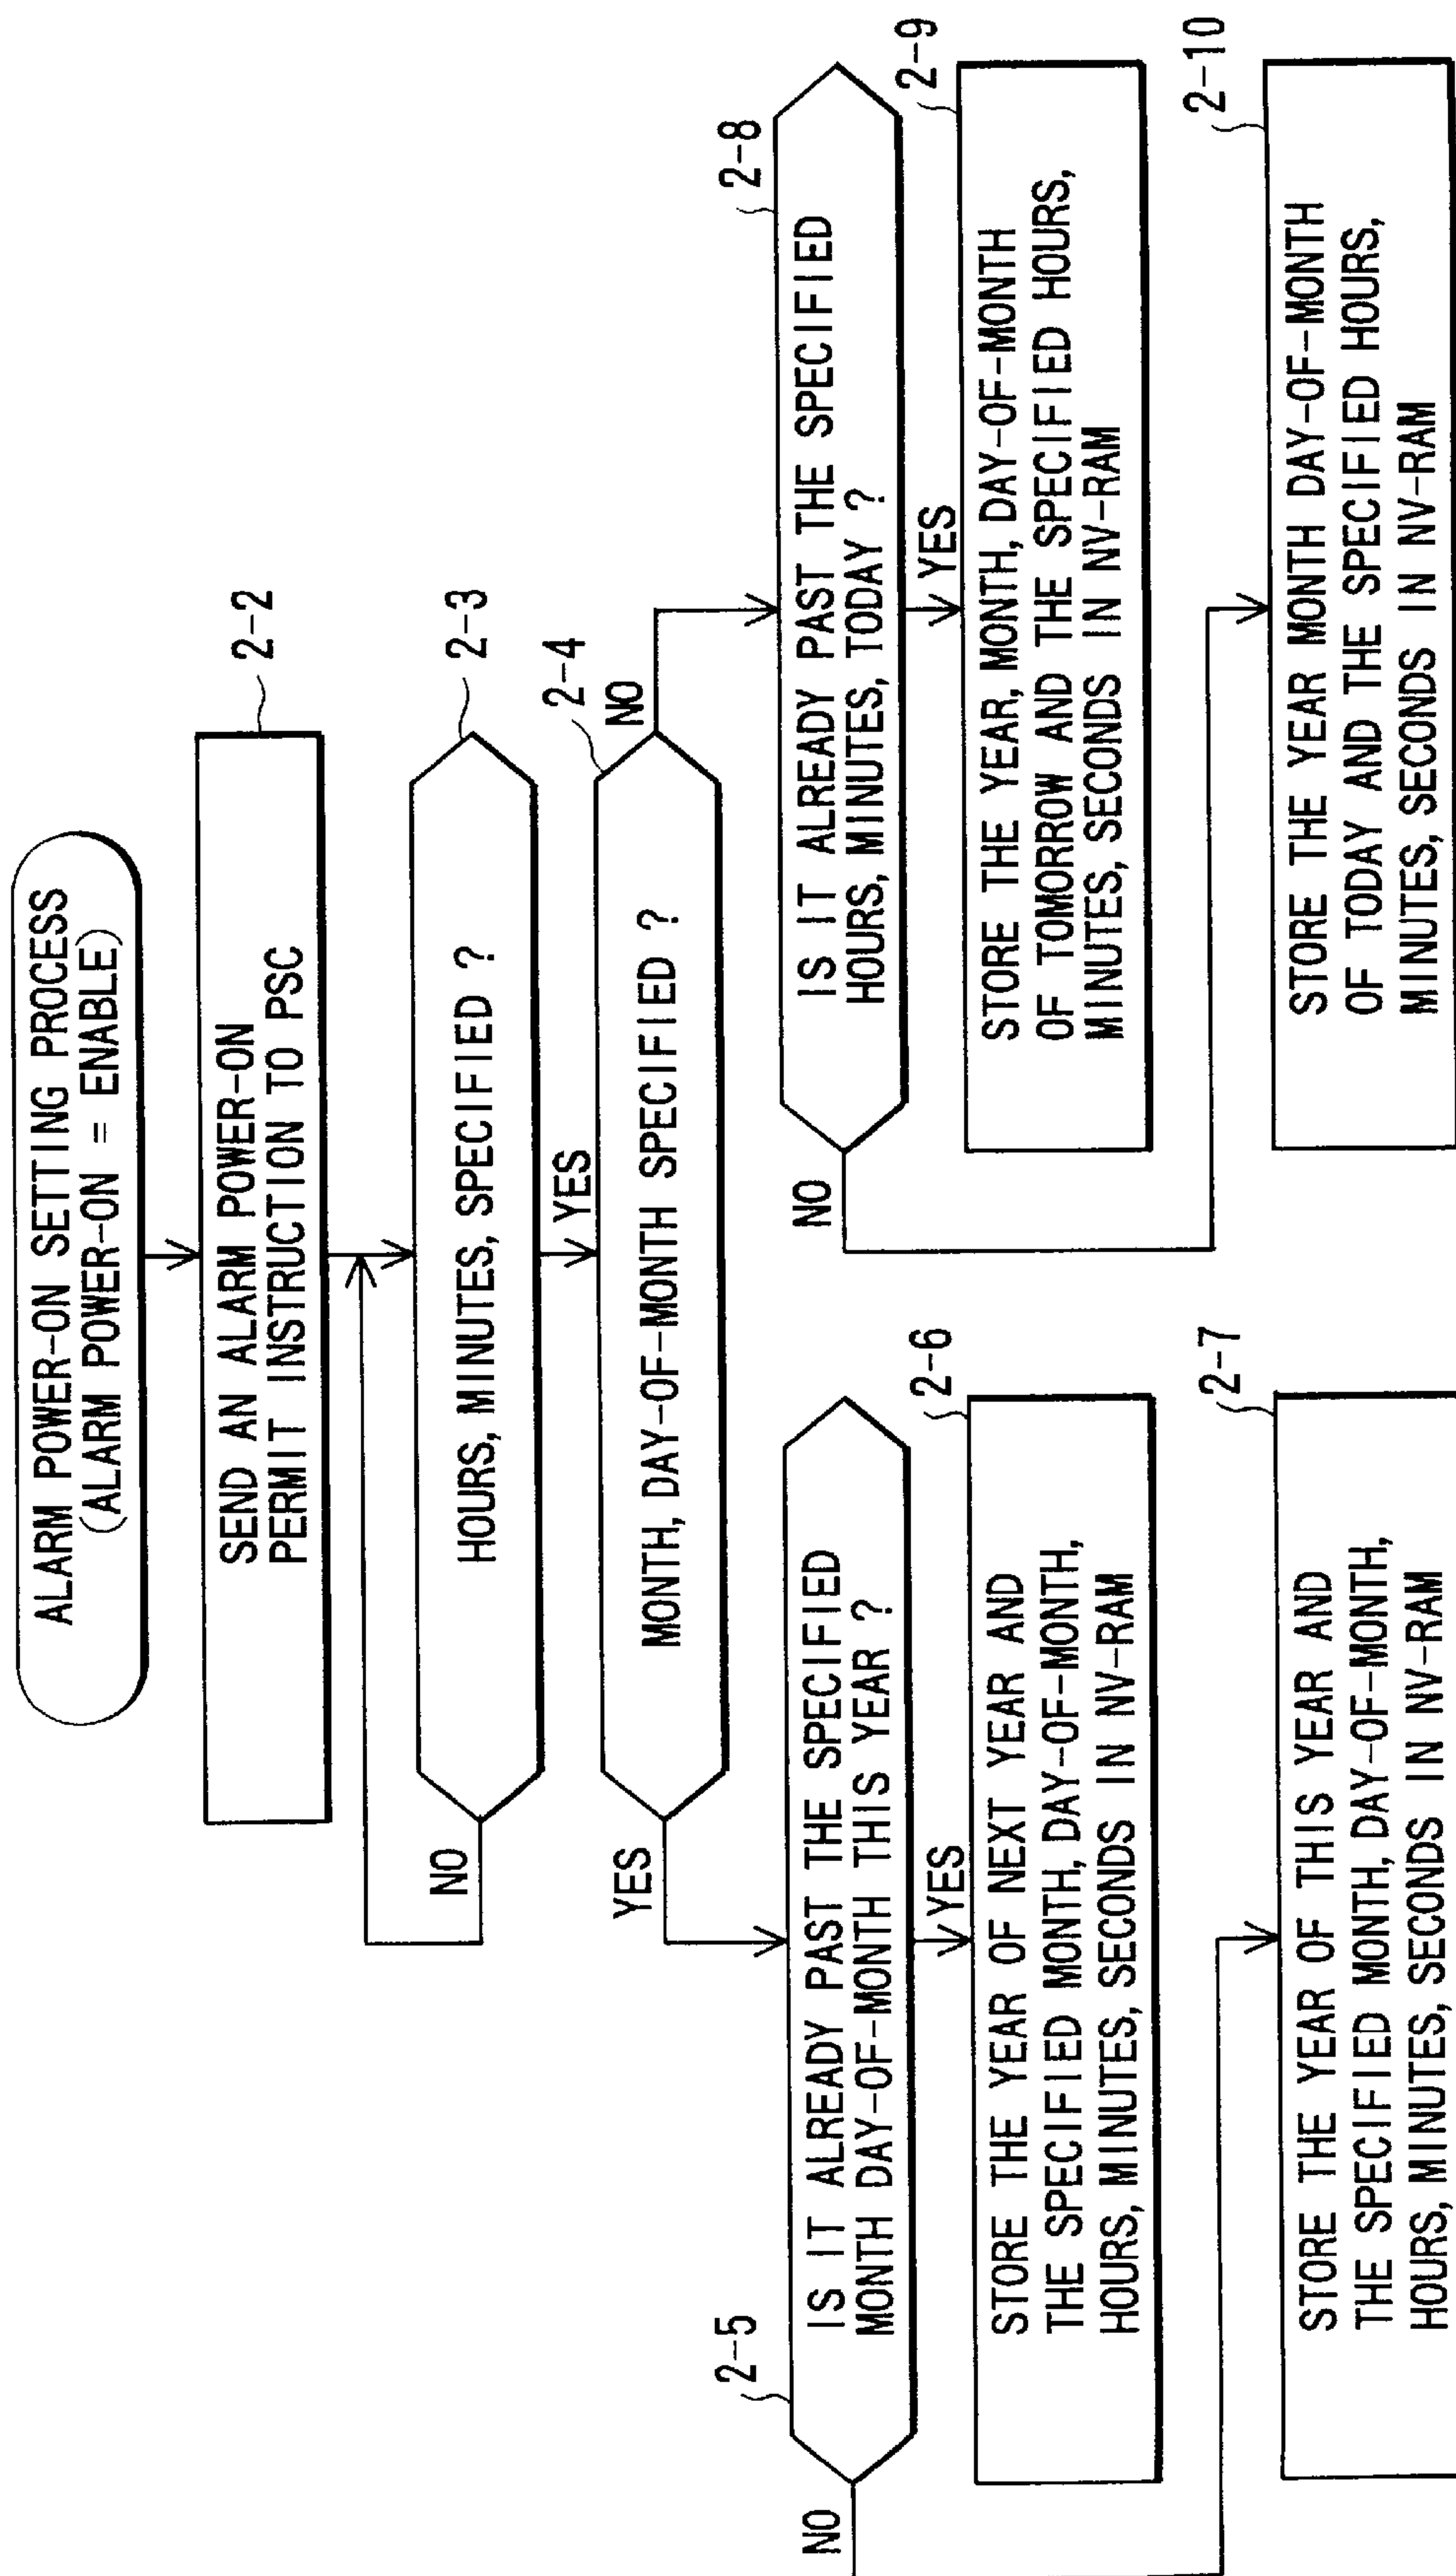 ALARM POWER-ON SETTING PROCESS
(ALARM POWER-ON = ENABLE)
2-2
SEND AN ALARM POWER-ON
PERMIT INSTRUCTION TO PSC
2-3
HOURS, MINUTES, SPECIFIED ?
NO
YES
2-4
MONTH, DAY-OF-MONTH SPECIFIED ?
YES
NO
2-5
IS IT ALREADY PAST THE SPECIFIED
MONTH DAY-OF-MONTH THIS YEAR ?
NO
YES
2-6
STORE THE YEAR OF NEXT YEAR AND
THE SPECIFIED MONTH, DAY-OF-MONTH,
HOURS, MINUTES, SECONDS IN NV-RAM
2-7
STORE THE YEAR OF THIS YEAR AND
THE SPECIFIED MONTH, DAY-OF-MONTH,
HOURS, MINUTES, SECONDS IN NV-RAM
2-8
IS IT ALREADY PAST THE SPECIFIED
HOURS, MINUTES, TODAY ?
NO
YES
2-9
STORE THE YEAR, MONTH, DAY-OF-MONTH
OF TOMORROW AND THE SPECIFIED HOURS,
MINUTES, SECONDS IN NV-RAM
2-10
STORE THE YEAR MONTH DAY-OF-MONTH
OF TODAY AND THE SPECIFIED HOURS,
MINUTES, SECONDS IN NV-RAM